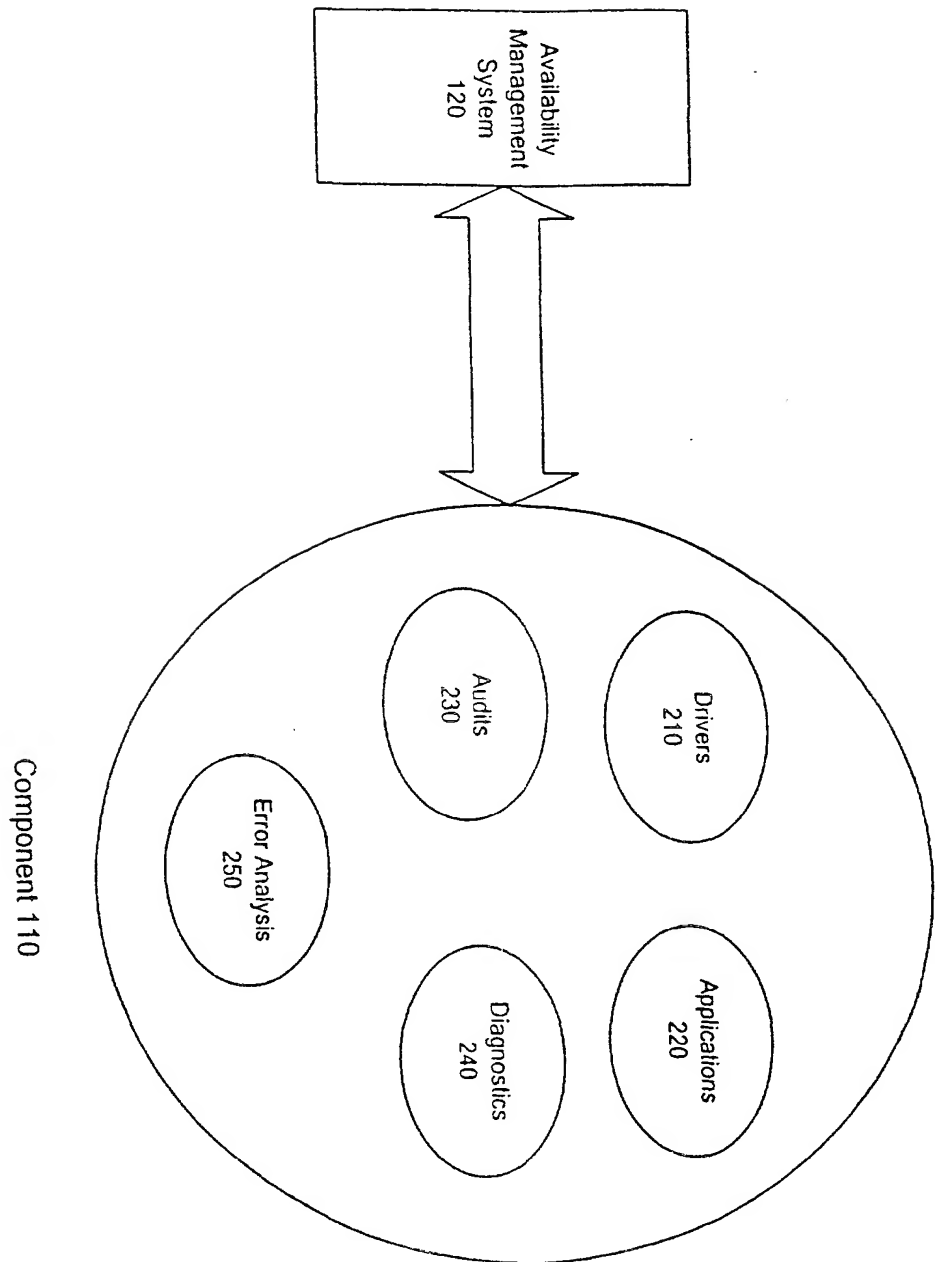 Availability
Management
System
120
Drivers
210
Applications
220
Audits
230
Diagnostics
240
Error Analysis
250
Component 110